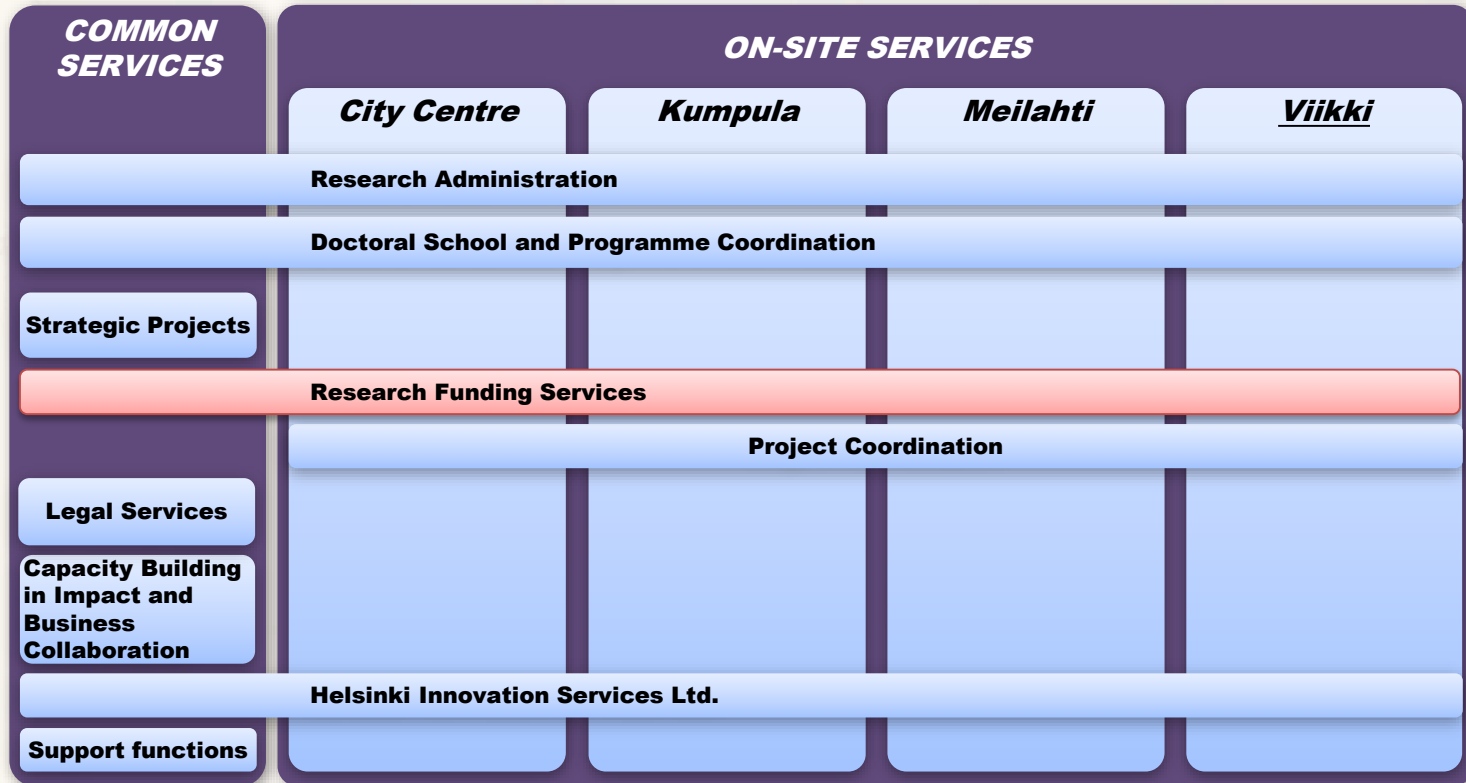 COMMON
SERVICES
ON-SITE SERVICES
City Centre
Kumpula
Meilahti
Viikki
Research Administration
Doctoral School and Programme Coordination
Strategic Projects
Research Funding Services
Project Coordination
Legal Services
Capacity Building
in Impact and
Business
Collaboration
Helsinki Innovation Services Ltd.
Support functions